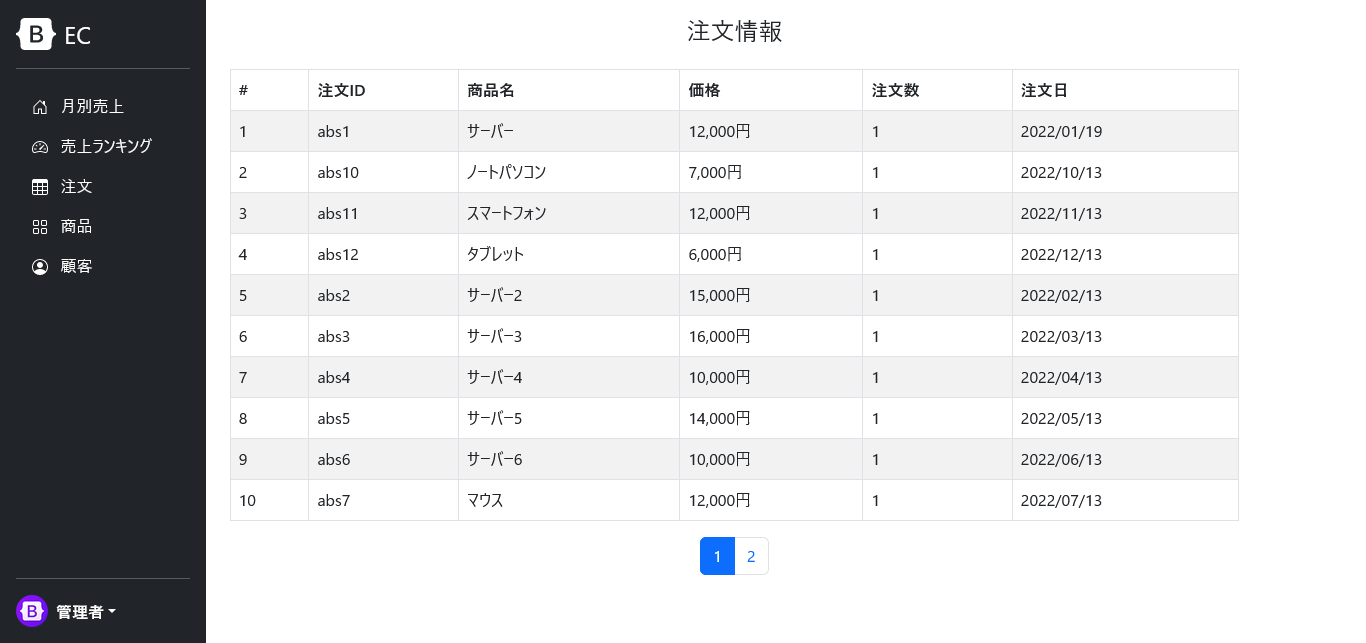 B EC
月別売上
売上ランキング
注文
商品
顧客
B 管理者
注文情報
# 注文ID 商品名 価格 注文数 注文日
1 abs1 サーバー 12,000円 1 2022/01/19
2 abs10 ノートパソコン 7,000円 1 2022/10/13
3 abs11 スマートフォン 12,000円 1 2022/11/13
4 abs12 タブレット 6,000円 1 2022/12/13
5 abs2 サーバー2 15,000円 1 2022/02/13
6 abs3 サーバー3 16,000円 1 2022/03/13
7 abs4 サーバー4 10,000円 1 2022/04/13
8 abs5 サーバー5 14,000円 1 2022/05/13
9 abs6 サーバー6 10,000円 1 2022/06/13
10 abs7 マウス 12,000円 1 2022/07/13
1 2